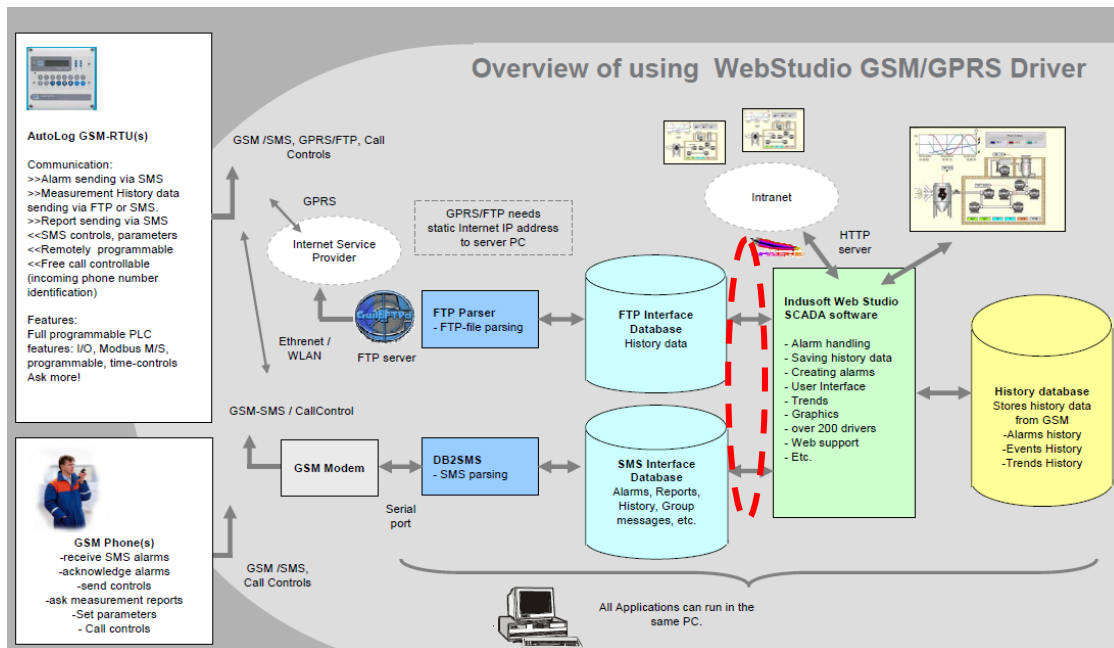 Overview of using WebStudio GSM/GPRS Driver
AutoLog GSM-RTU(s)
Communication:
>>Alarm sending via SMS
>>Measurement History data
sending via FTP or SMS.
>>Report sending via SMS
<<SMS controls, parameters
<<Remotely programmable
<<Free call controllable
(incoming phone number
identification)
Features:
Full programable PLC
features: I/O, Modbus M/S,
programmable, time-controls
Ask more!
GSM Phone(s)
-receive SMS alarms
-acknowledge alarms
-send controls
-ask measurement reports
-Set parameters
- Call controls
GSM /SMS, GPRS/FTP, Call
Controls
GPRS
Internet Service
Provider
GPRS/FTP needs
static Internet IP address
to server PC
Ethrenet /
WLAN
FTP server
FTP Parser
- FTP-file parsing
FTP Interface
Database
History data
Intranet
HTTP
server
Indusoft Web Studio
SCADA software
- Alarm handling
- Saving history data
- Creating alarms
- User Interface
- Trends
- Graphics
- over 200 drivers
- Web support
- Etc.
History database
Stores history data
from GSM
-Alarms history
-Events History
-Trends History
GSM-SMS / CallControl
GSM Modem
Serial
port
DB2SMS
- SMS parsing
SMS Interface
Database
Alarms, Reports,
History, Group
messages, etc.
GSM /SMS,
Call Controls
All Applications can run in the
same PC.